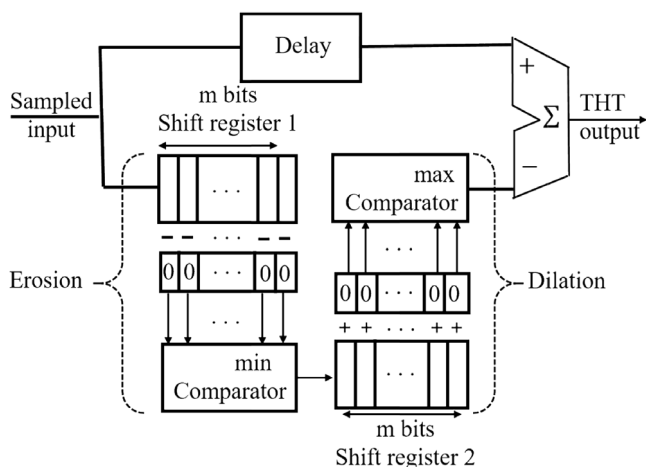 Delay
Sampled
input
m bits
Shift register 1
+
Σ
−
THT
output
· · ·
max
Comparator
− − · · · − −
· · ·
Erosion
0 0 · · · 0 0
0 0 · · · 0 0
Dilation
· · ·
+ + · · · + +
min
Comparator
· · ·
m bits
Shift register 2